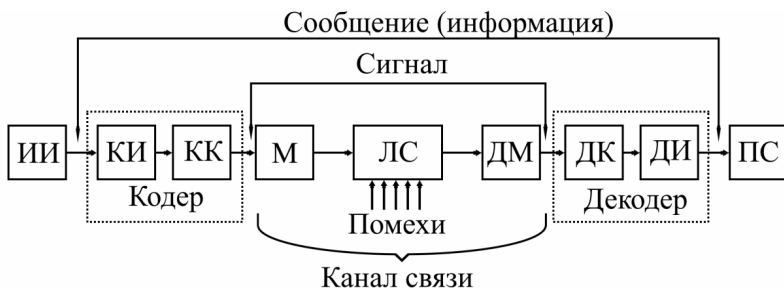 Сообщение (информация)
Сигнал
ИИ КИ КК М ЛС ДМ ДК ДИ ПС
Кодер Помехи Декодер
Канал связи